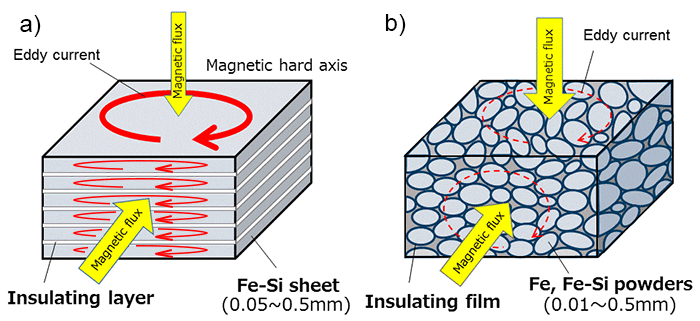 a)
Magnetic flux
Eddy current
Magnetic hard axis
Magnetic flux
Insulating layer
Fe-Si sheet
(0.05~0.5mm)
b)
Magnetic flux
Eddy current
Magnetic flux
Insulating film
Fe, Fe-Si powders
(0.01～0.5mm)